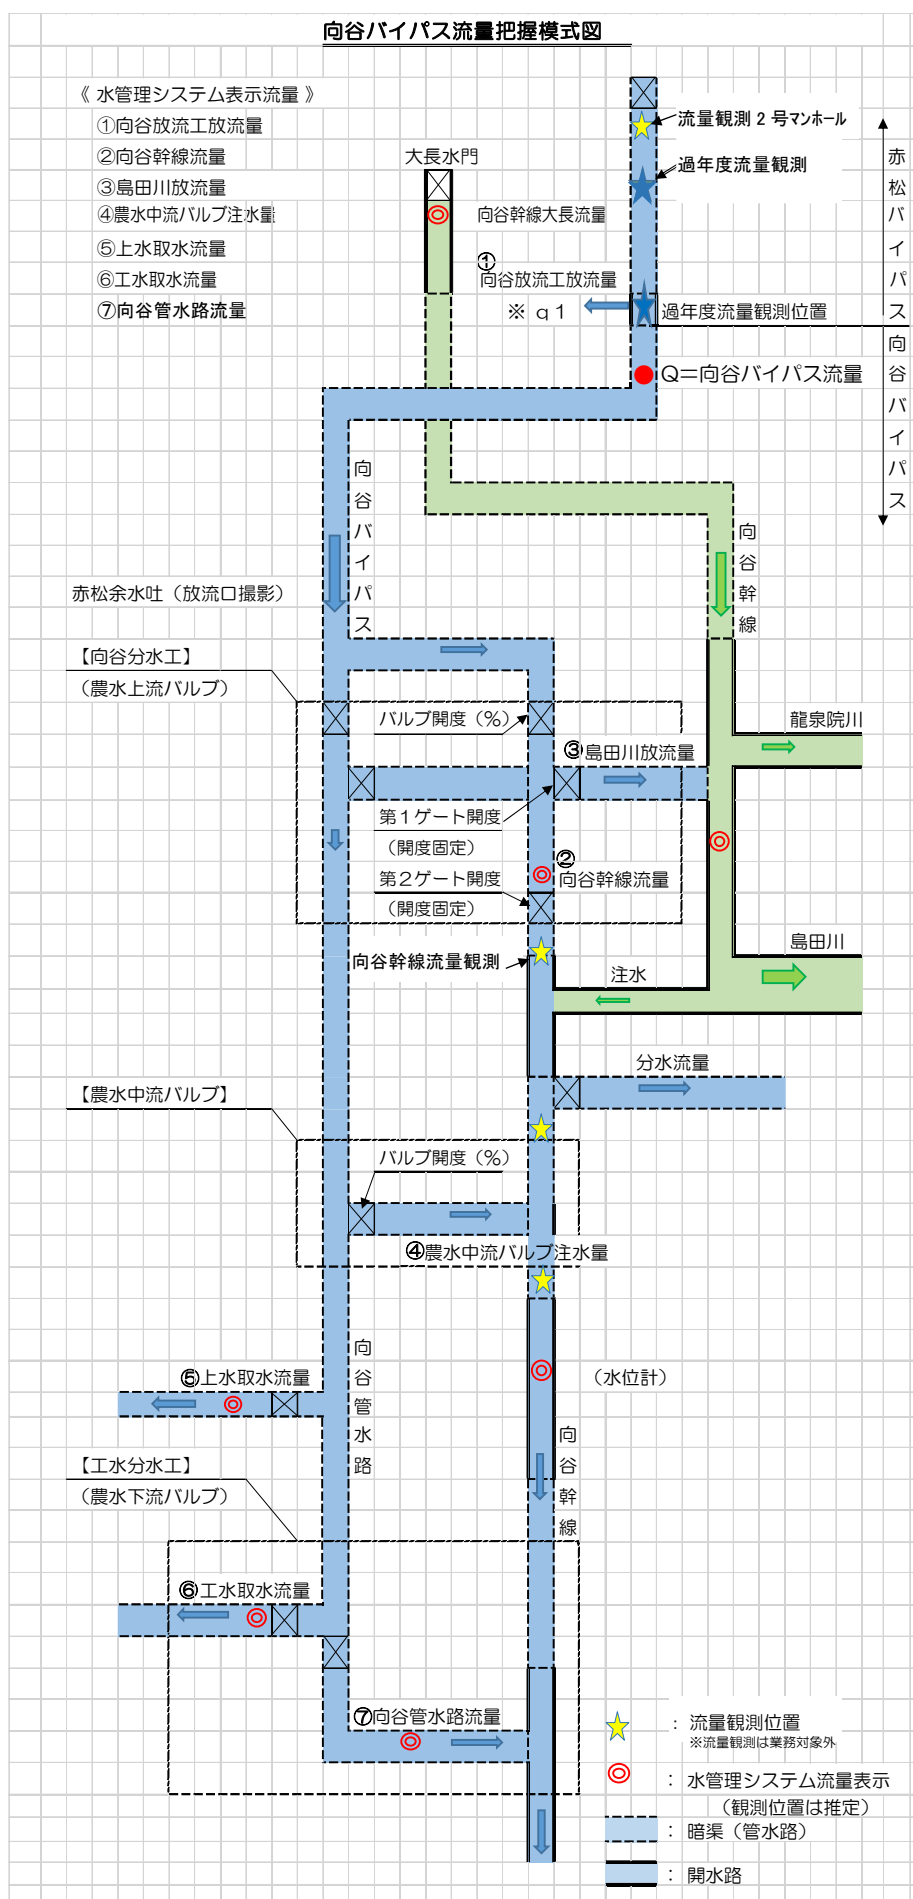 向谷バイパス流量把握模式図
《 水管理システム表示流量 》
①向谷放流工放流量
②向谷幹線流量
③島田川放流量
④農水中流バルブ注水量
⑤上水取水流量
⑥工水取水流量
⑦向谷管水路流量
流量観測２号マンホール
過年度流量観測
赤松バイパス
大長水門
向谷幹線大長流量
①
向谷放流工放流量
※ ｑ１
過年度流量観測位置
Q＝向谷バイパス流量
向谷バイパス
向谷バイパス
向谷幹線
赤松余水吐（放流口撮影）
【向谷分水工】
（農水上流バルブ）
バルブ開度（％）
龍泉院川
③島田川放流量
第１ゲート開度
（開度固定）
②
向谷幹線流量
第２ゲート開度
（開度固定）
島田川
向谷幹線流量観測
注水
分水流量
【農水中流バルブ】
バルブ開度（％）
④農水中流バルブ注水量
向谷管水路
⑤上水取水流量
（水位計）
向谷幹線
【工水分水工】
（農水下流バルブ）
⑥工水取水流量
⑦向谷管水路流量
： 流量観測位置
※流量観測は業務対象外
： 水管理システム流量表示
（観測位置は推定）
： 暗渠（管水路）
： 開水路